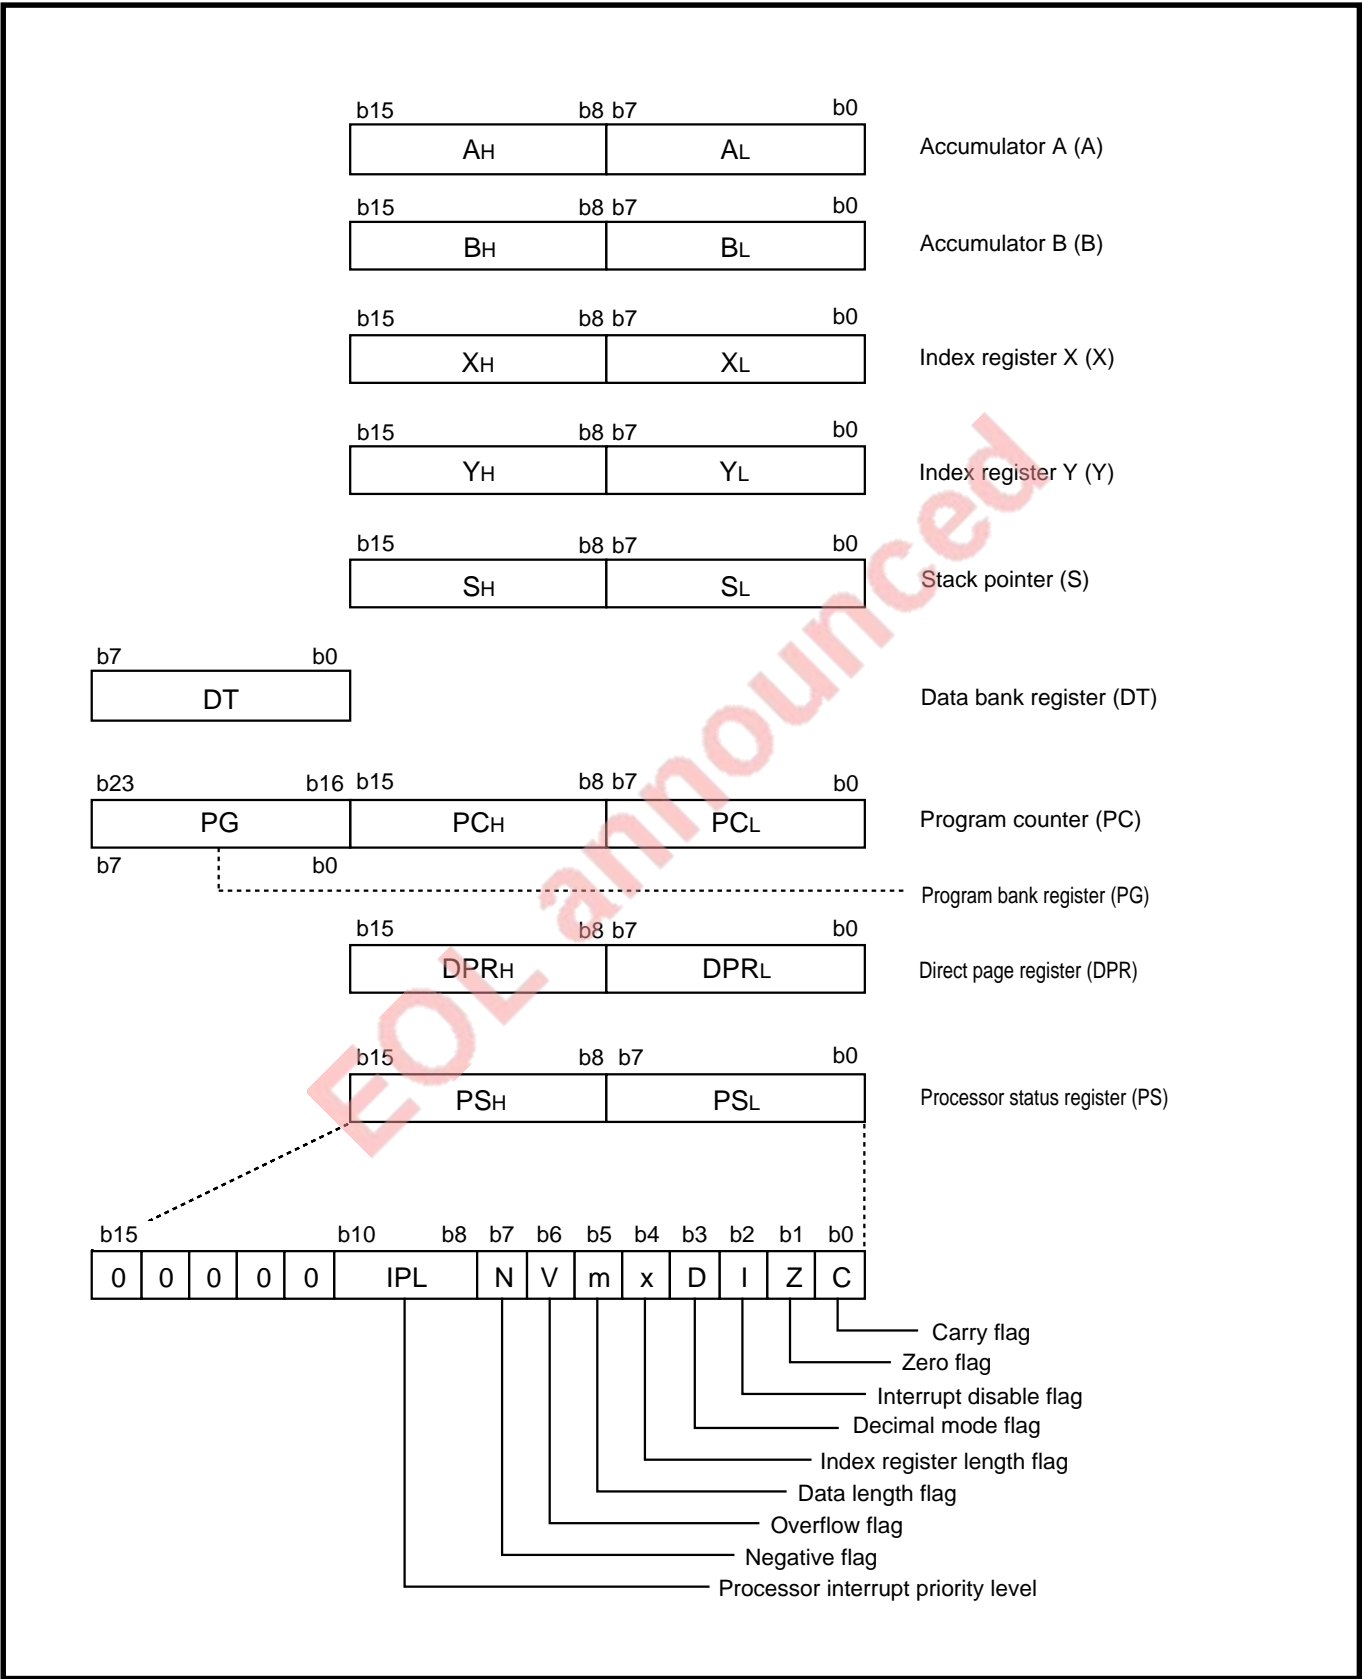 b15 b8 b7 b0
AH AL Accumulator A (A)
b15 b8 b7 b0
BH BL Accumulator B (B)
b15 b8 b7 b0
XH XL Index register X (X)
b15 b8 b7 b0
YH YL Index register Y (Y)
b15 b8 b7 b0
SH SL Stack pointer (S)
b7 b0
DT Data bank register (DT)
b23 b16 b15 b8 b7 b0
PG PCH PCL Program counter (PC)
b7 b0
Program bank register (PG)
b15 b8 b7 b0
DPRH DPRL Direct page register (DPR)
b15 b8 b7 b0
PSH PSL Processor status register (PS)
b15 b10 b8 b7 b6 b5 b4 b3 b2 b1 b0
0 0 0 0 0 IPL N V m x D I Z C
Carry flag
Zero flag
Interrupt disable flag
Decimal mode flag
Index register length flag
Data length flag
Overflow flag
Negative flag
Processor interrupt priority level
EOL announced